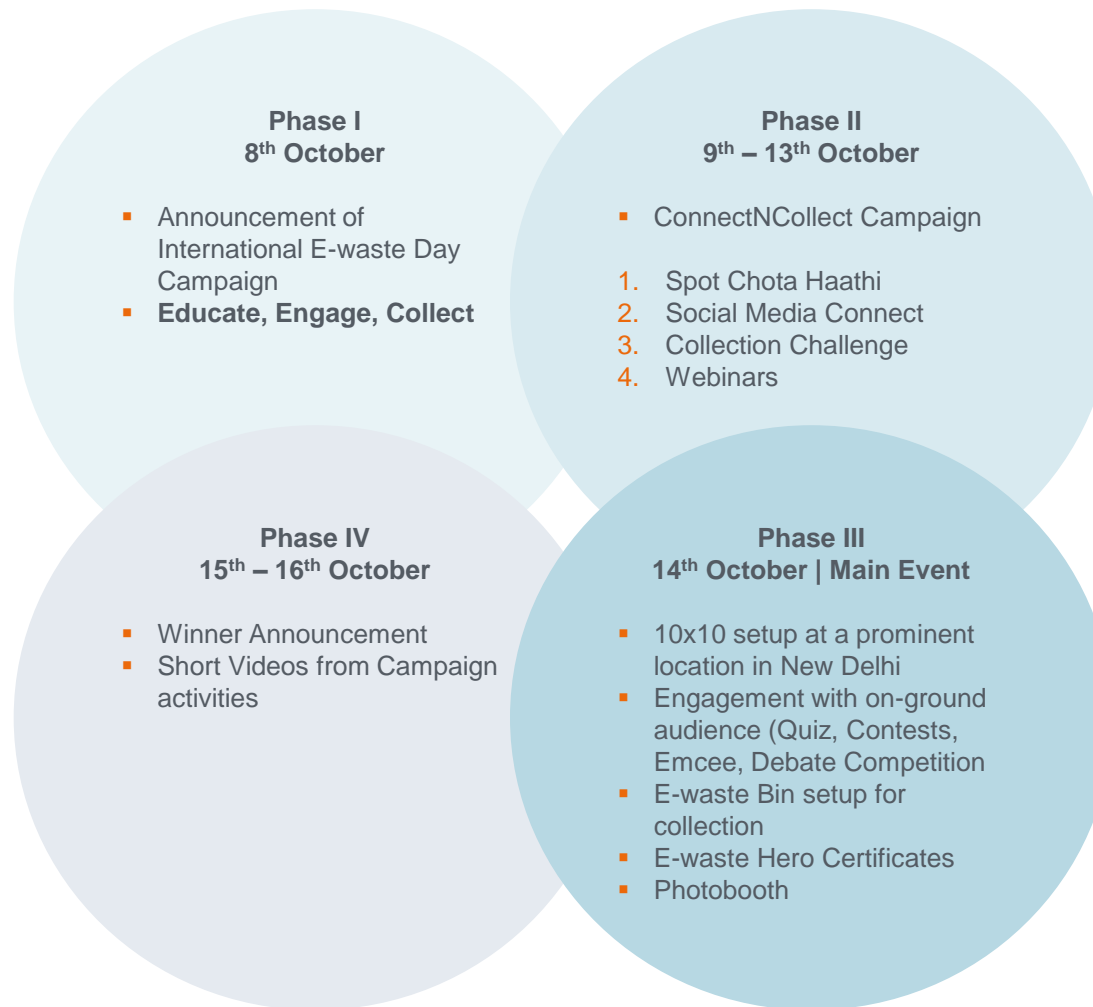 Phase I
8th October
▪ Announcement of
International E-waste Day
Campaign
▪ Educate, Engage, Collect
Phase II
9th – 13th October
▪ ConnectNCollect Campaign
1. Spot Chota Haathi
2. Social Media Connect
3. Collection Challenge
4. Webinars
Phase IV
15th – 16th October
▪ Winner Announcement
▪ Short Videos from Campaign
activities
Phase III
14th October | Main Event
▪ 10x10 setup at a prominent
location in New Delhi
▪ Engagement with on-ground
audience (Quiz, Contests,
Emcee, Debate Competition
▪ E-waste Bin setup for
collection
▪ E-waste Hero Certificates
▪ Photobooth